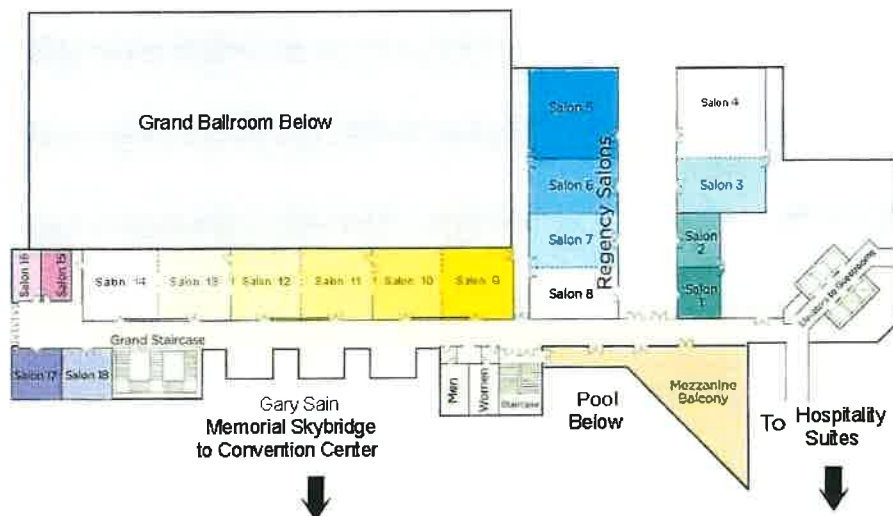 Grand Ballroom Below
Salon 5
Salon 4
Salon 6
Salon 3
Regency Salons
Salon 7
Salon 2
Salon 8
Salon 1
Salon 16
Salon 15
Salon 14
Salon 13
Salon 12
Salon 11
Salon 10
Salon 9
Elevators to Guestrooms
Grand Staircase
Salon 17
Salon 18
Men
Women
Staircase
Mezzanine
Balcony
Gary Sain
Memorial Skybridge
to Convention Center
Pool
Below
To Hospitality
Suites